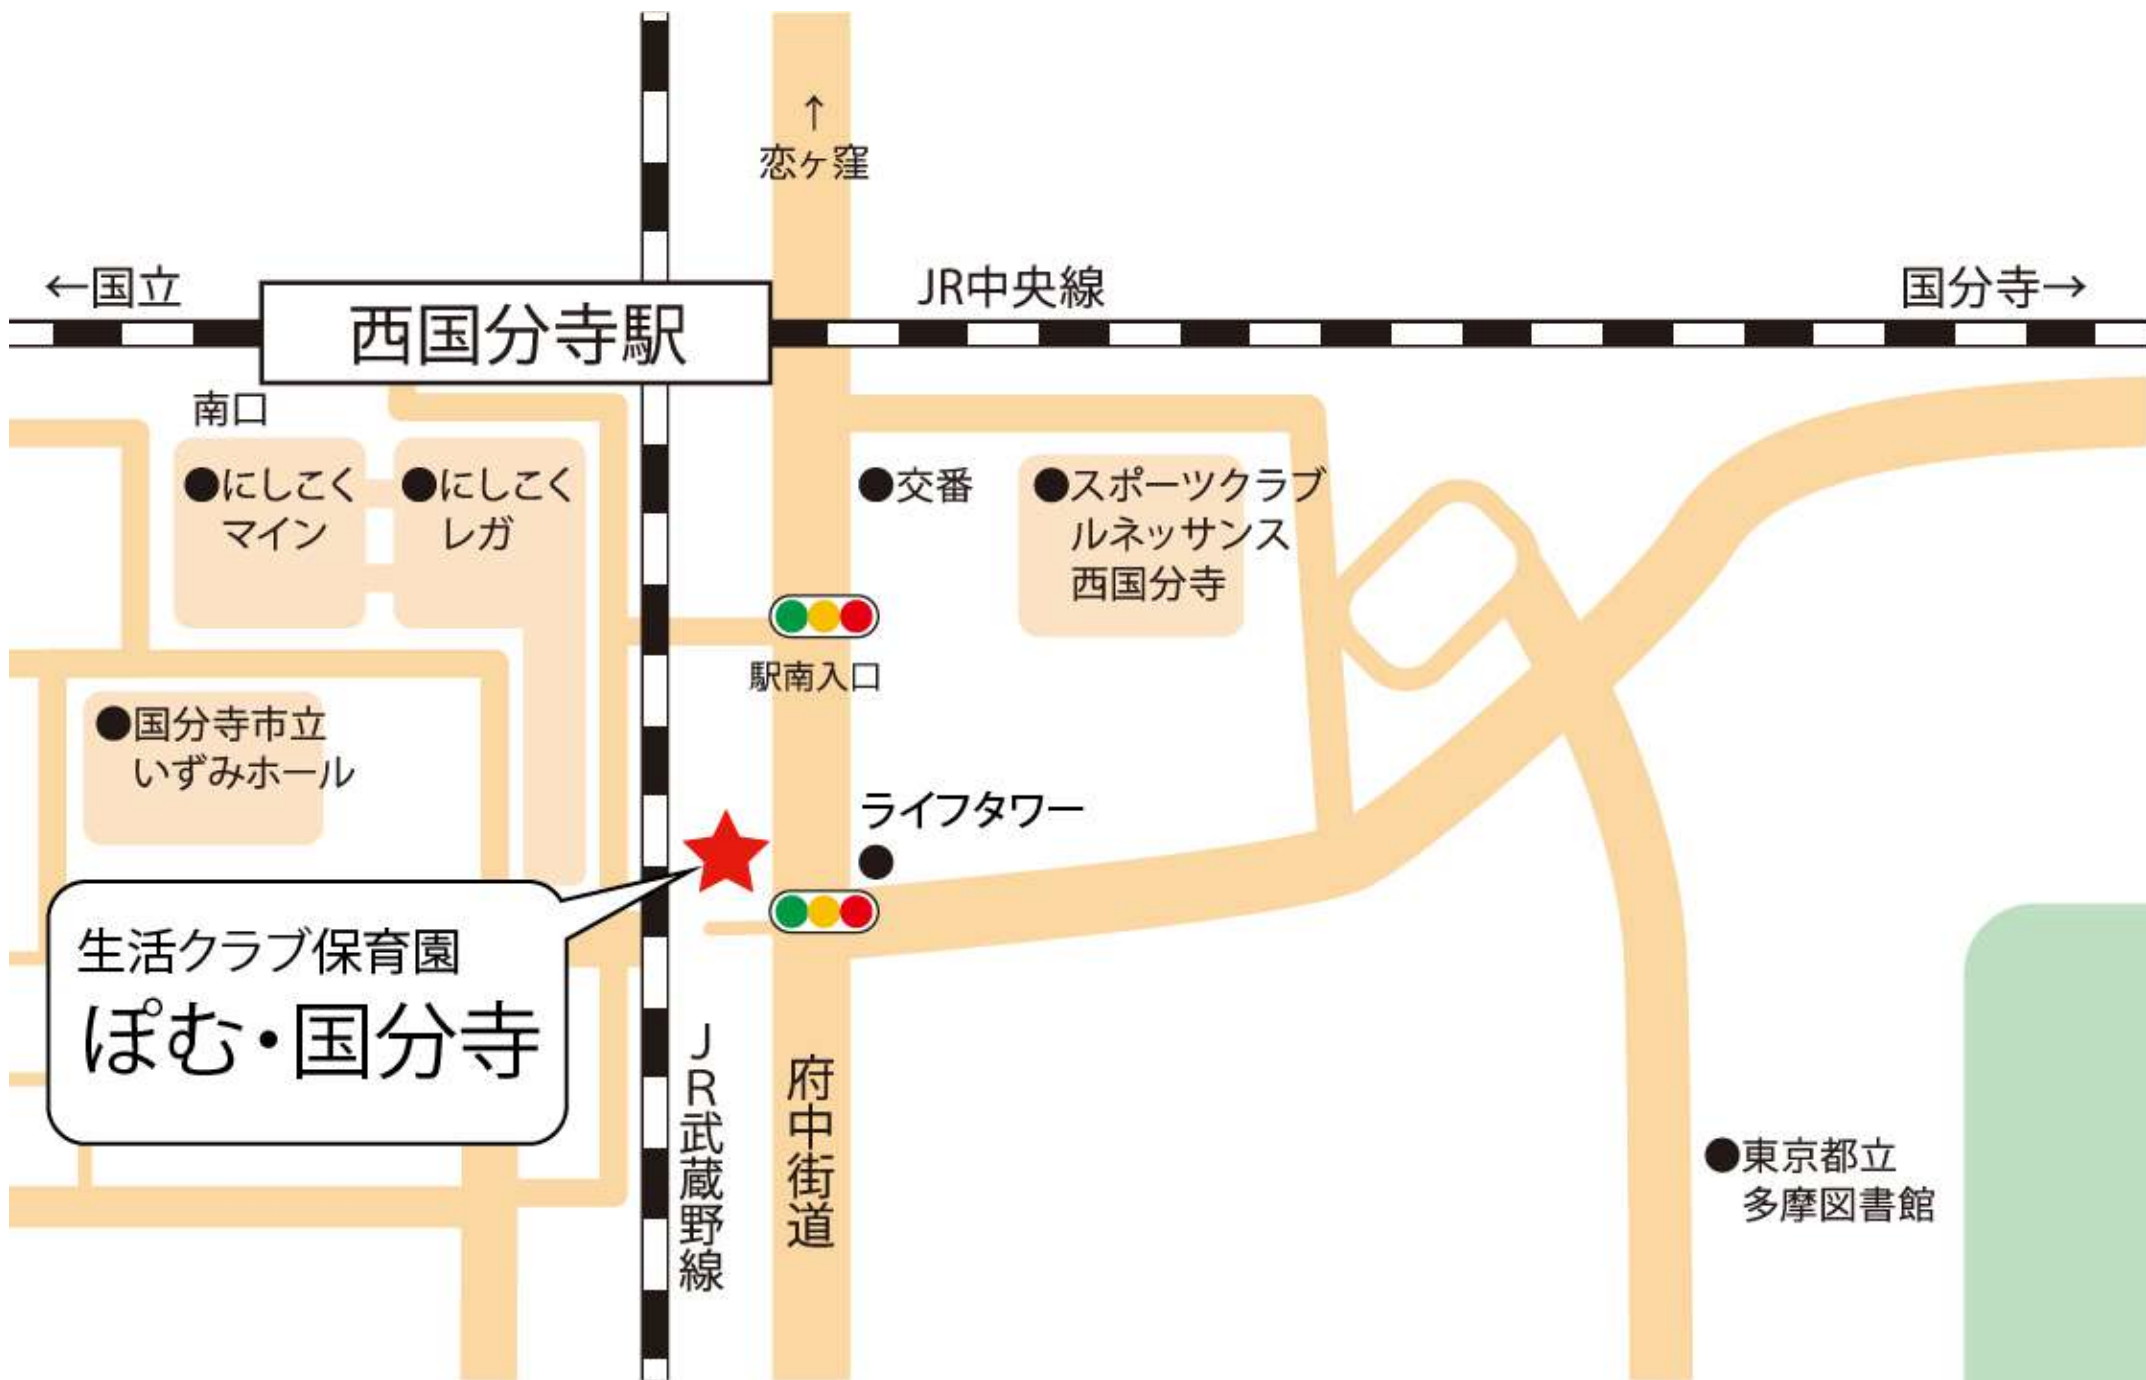 ↑
恋ヶ窪
←国立
西国分寺駅
JR中央線
国分寺→
南口
●にしこく
マイン
●にしこく
レガ
●交番
●スポーツクラブ
ルネッサンス
西国分寺
駅南入口
●国分寺市立
いずみホール
ライフタワー
●
生活クラブ保育園
ぽむ・国分寺
JR武蔵野線
府中街道
●東京都立
多摩図書館